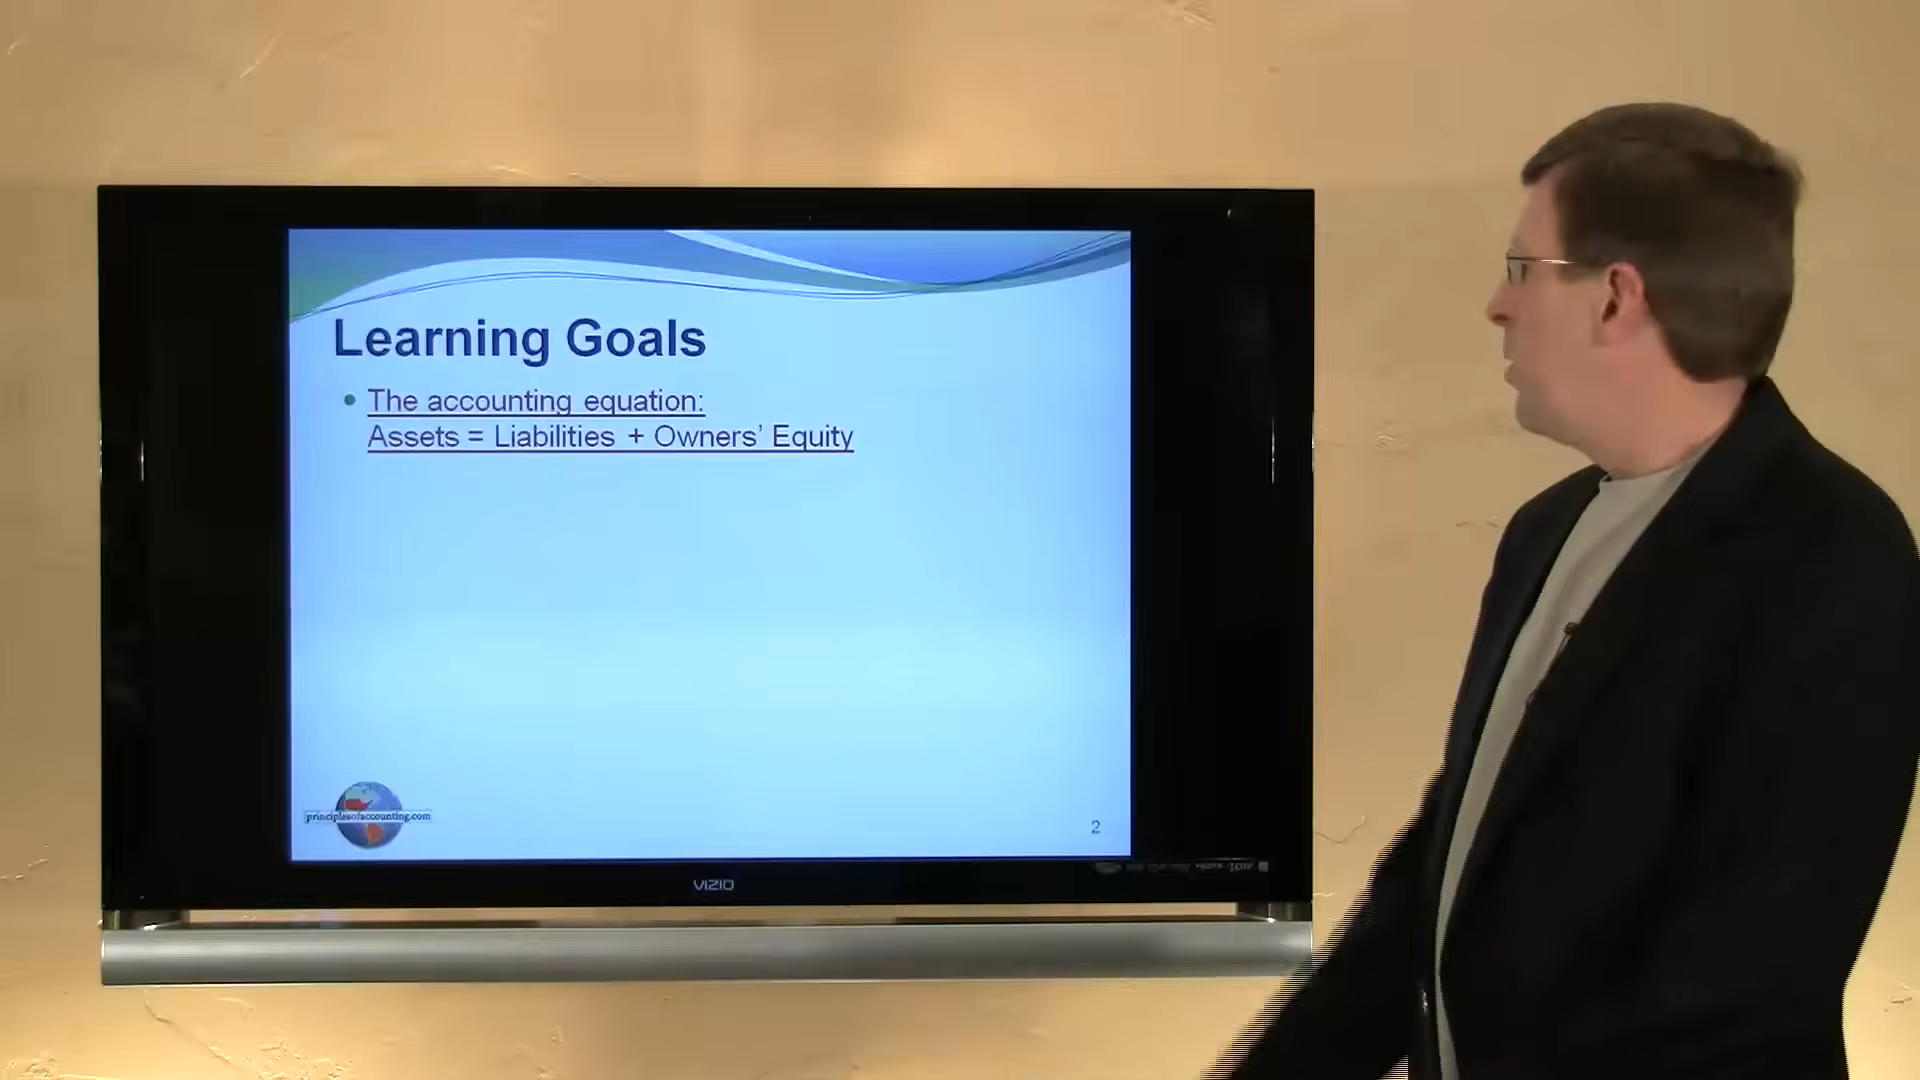 Learning Goals
• The accounting equation:
Assets = Liabilities + Owners’ Equity
principlesofaccounting.com
2
VIZIO